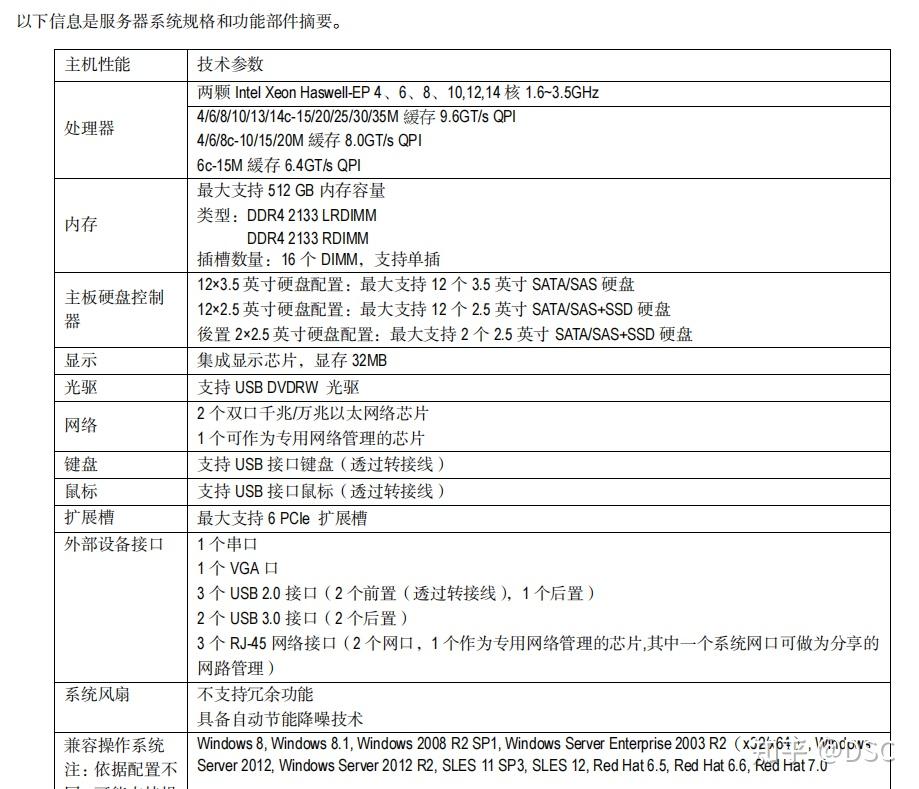 以下信息是服务器系统规格和功能部件摘要。
主机性能 技术参数
处理器
两颗 Intel Xeon Haswell-EP 4、6、8、10,12,14 核 1.6~3.5GHz
4/6/8/10/13/14c-15/20/25/30/35M 緩存 9.6GT/s QPI
4/6/8c-10/15/20M 緩存 8.0GT/s QPI
6c-15M 緩存 6.4GT/s QPI
内存
最大支持 512 GB 内存容量
类型：DDR4 2133 LRDIMM
DDR4 2133 RDIMM
插槽数量：16 个 DIMM，支持单插
主板硬盘控制
器
12×3.5 英寸硬盘配置：最大支持 12 个 3.5 英寸 SATA/SAS 硬盘
12×2.5 英寸硬盘配置：最大支持 12 个 2.5 英寸 SATA/SAS+SSD 硬盘
後置 2×2.5 英寸硬盘配置：最大支持 2 个 2.5 英寸 SATA/SAS+SSD 硬盘
显示 集成显示芯片，显存 32MB
光驱 支持 USB DVDRW 光驱
网络
2 个双口千兆/万兆以太网络芯片
1 个可作为专用网络管理的芯片
键盘 支持 USB 接口键盘（透过转接线）
鼠标 支持 USB 接口鼠标（透过转接线）
扩展槽 最大支持 6 PCIe 扩展槽
外部设备接口 1 个串口
1 个 VGA 口
3 个 USB 2.0 接口（2 个前置（透过转接线），1 个后置）
2 个 USB 3.0 接口（2 个后置）
3 个 RJ-45 网络接口（2 个网口，1 个作为专用网络管理的芯片,其中一个系统网口可做为分享的
网路管理）
系统风扇 不支持冗余功能
具备自动节能降噪技术
兼容操作系统
注：依据配置不
Windows 8, Windows 8.1, Windows 2008 R2 SP1, Windows Server Enterprise 2003 R2（x32/x64）, Windows
Server 2012, Windows Server 2012 R2, SLES 11 SP3, SLES 12, Red Hat 6.5, Red Hat 6.6, Red Hat 7.0
知乎 @DSC